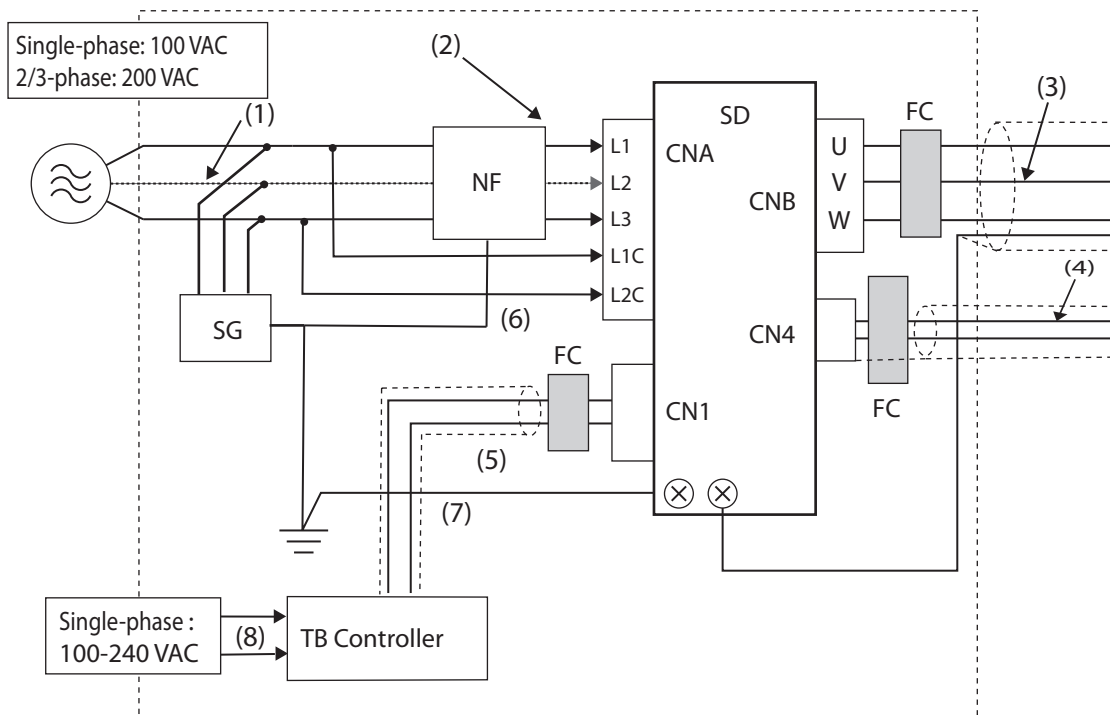 Single-phase: 100 VAC
2/3-phase: 200 VAC
(1)
(2)
(3)
(4)
NF
L1
L2
L3
L1C
L2C
SD
CNA
CNB
U
V
W
FC
SG
(6)
CN4
FC
FC
CN1
(5)
(7)
Single-phase :
100-240 VAC
(8)
TB Controller